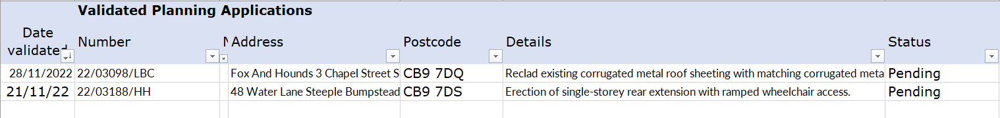 Validated Planning Applications
Date validated Number Address Postcode Details Status
28/11/2022 22/03098/LBC Fox And Hounds 3 Chapel Street S CB9 7DQ Reclad existing corrugated metal roof sheeting with matching corrugated meta Pending
21/11/22 22/03188/HH 48 Water Lane Steeple Bumpstead CB9 7DS Erection of single-storey rear extension with ramped wheelchair access. Pending